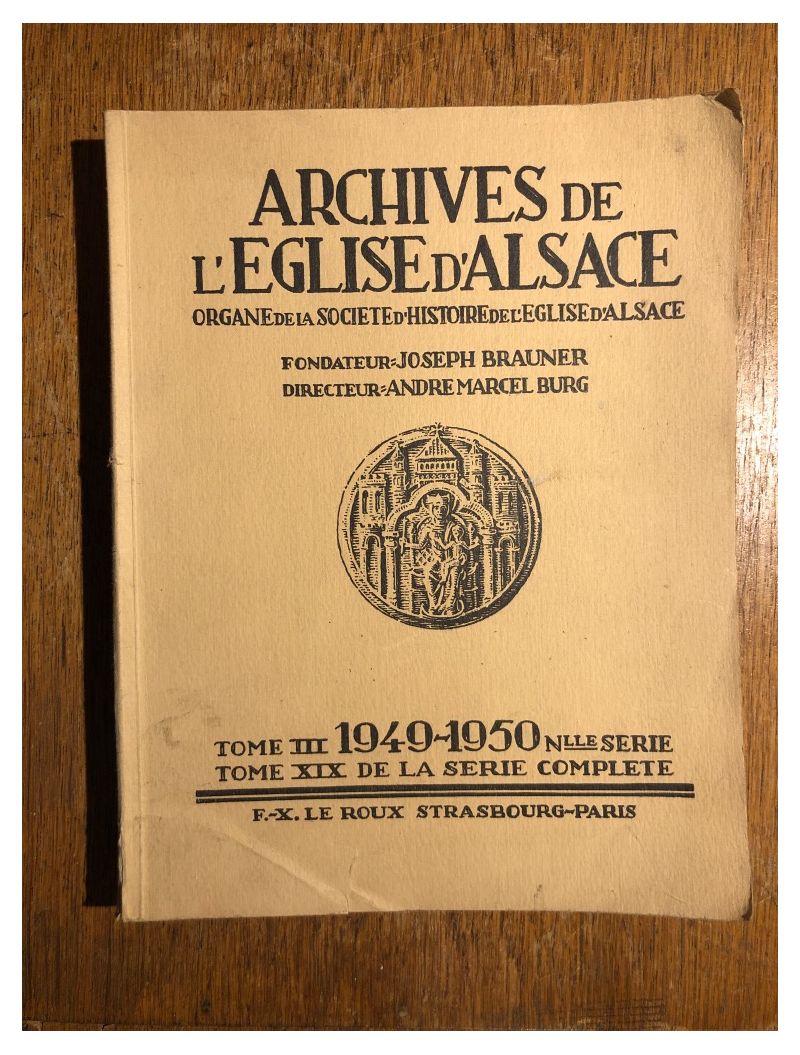 ARCHIVES DE
L'EGLISE D'ALSACE
ORGANE DE LA SOCIETE D'HISTOIRE DE L'EGLISE D'ALSACE
FONDATEUR=JOSEPH BRAUNER
DIRECTEUR=ANDRE MARCEL BURG
TOME III 1949-1950 NLLE SERIE
TOME XIX DE LA SERIE COMPLETE
F.-X. LE ROUX STRASBOURG-PARIS